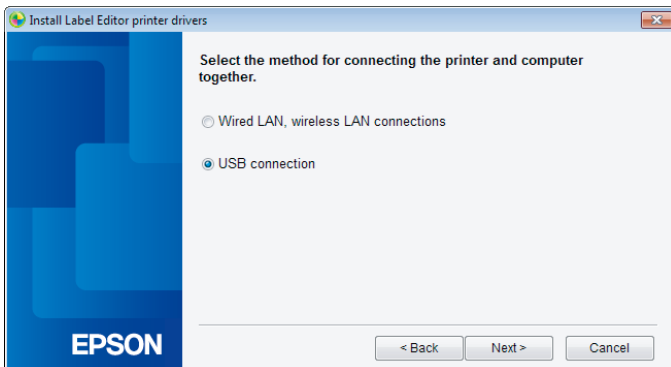 Install Label Editor printer drivers
Select the method for connecting the printer and computer
together.
Wired LAN, wireless LAN connections
USB connection
EPSON
< Back Next > Cancel